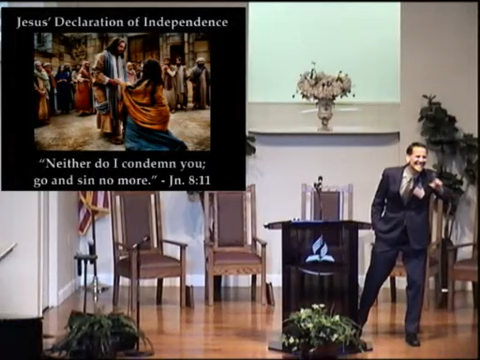 Jesus' Declaration of Independence
"Neither do I condemn you;
go and sin no more." - Jn. 8:11